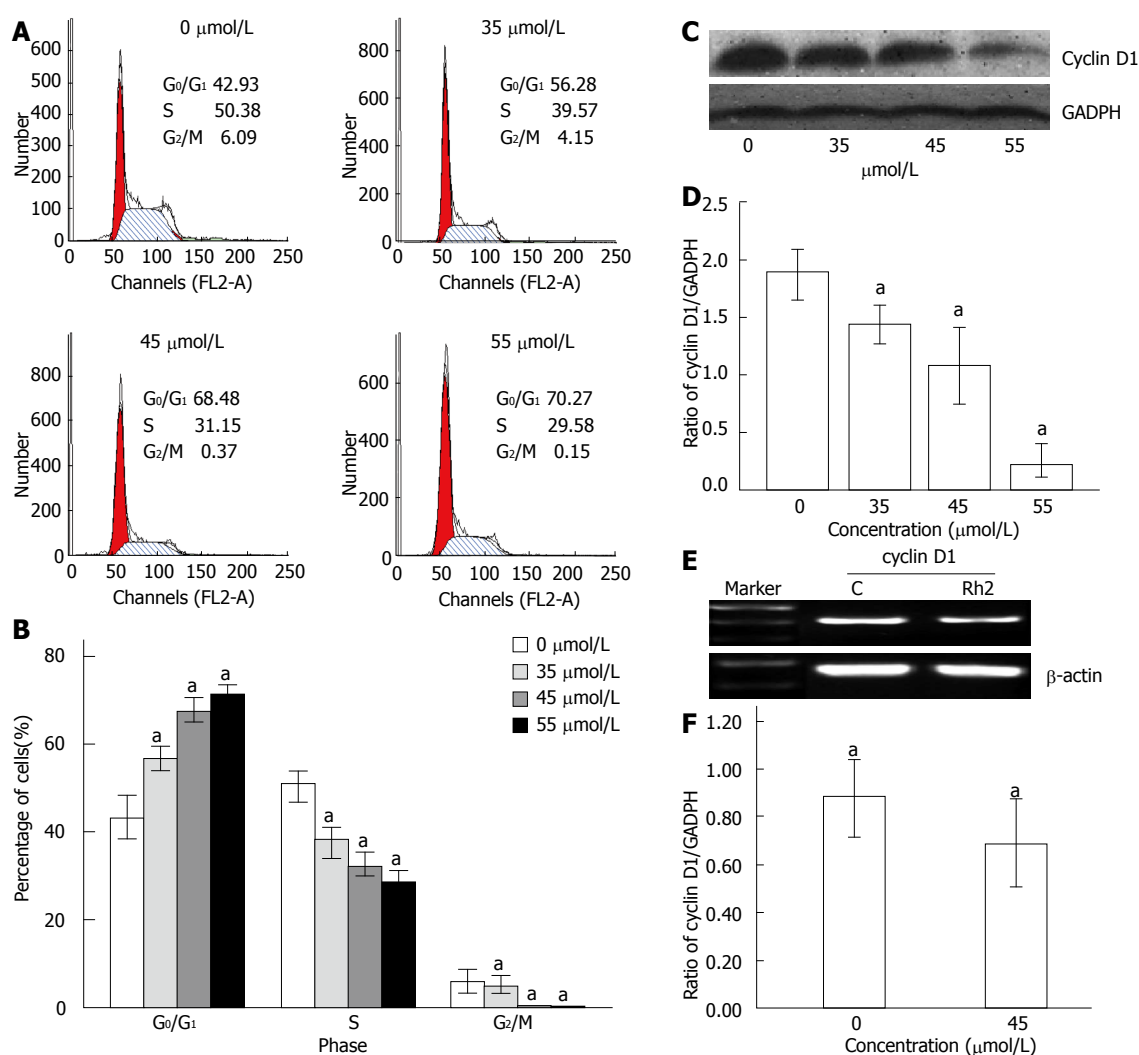 A
0 μmol/L
600
500
400
300
200
100
0
Number
G0/G1 42.93
S 50.38
G2/M 6.09
0 50 100 150 200 250
Channels (FL2-A)
35 μmol/L
800
600
400
200
0
Number
G0/G1 56.28
S 39.57
G2/M 4.15
0 50 100 150 200 250
Channels (FL2-A)
45 μmol/L
800
600
400
200
0
Number
G0/G1 68.48
S 31.15
G2/M 0.37
0 50 100 150 200 250
Channels (FL2-A)
55 μmol/L
600
400
200
0
Number
G0/G1 70.27
S 29.58
G2/M 0.15
0 50 100 150 200 250
Channels (FL2-A)
B
80
60
40
20
0
Percentage of cells(%)
0 μmol/L
35 μmol/L
45 μmol/L
55 μmol/L
a a a
a a a
a a a
G0/G1 S G2/M
Phase
C
Cyclin D1
GADPH
0 35 45 55
μmol/L
D
2.5
2.0
1.5
1.0
0.5
0.0
Ratio of cyclin D1/GADPH
a a a
0 35 45 55
Concentration (μmol/L)
E
cyclin D1
Marker C Rh2
β-actin
F
1.20
1.00
0.80
0.60
0.40
0.20
0.00
Ratio of cyclin D1/GADPH
a a
0 45
Concentration (μmol/L)